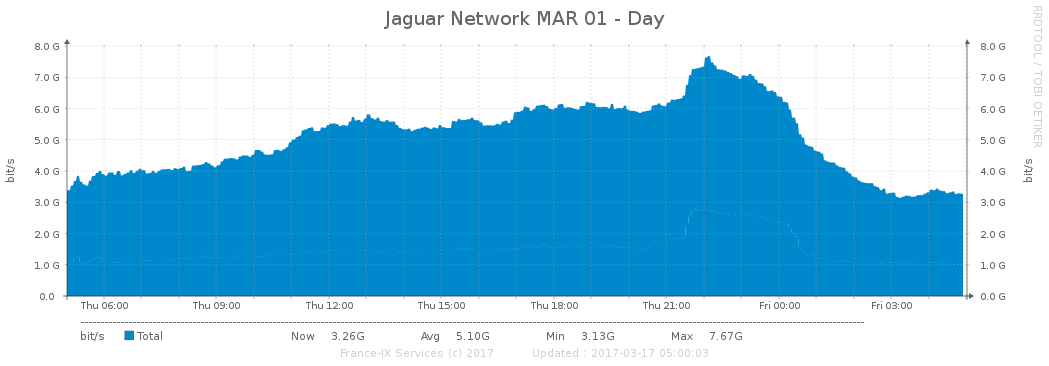 Jaguar Network MAR 01 - Day
RRDTOOL / TOBI OETIKER
8.0 G 8.0 G
7.0 G 7.0 G
6.0 G 6.0 G
5.0 G 5.0 G
4.0 G 4.0 G
3.0 G 3.0 G
2.0 G 2.0 G
1.0 G 1.0 G
0.0 0.0 G
bit/s
bit/s
Thu 06:00 Thu 09:00 Thu 12:00 Thu 15:00 Thu 18:00 Thu 21:00 Fri 00:00 Fri 03:00
bit/s Total Now 3.26G Avg 5.10G Min 3.13G Max 7.67G
France-IX Services (c) 2017 Updated : 2017-03-17 05:00:03